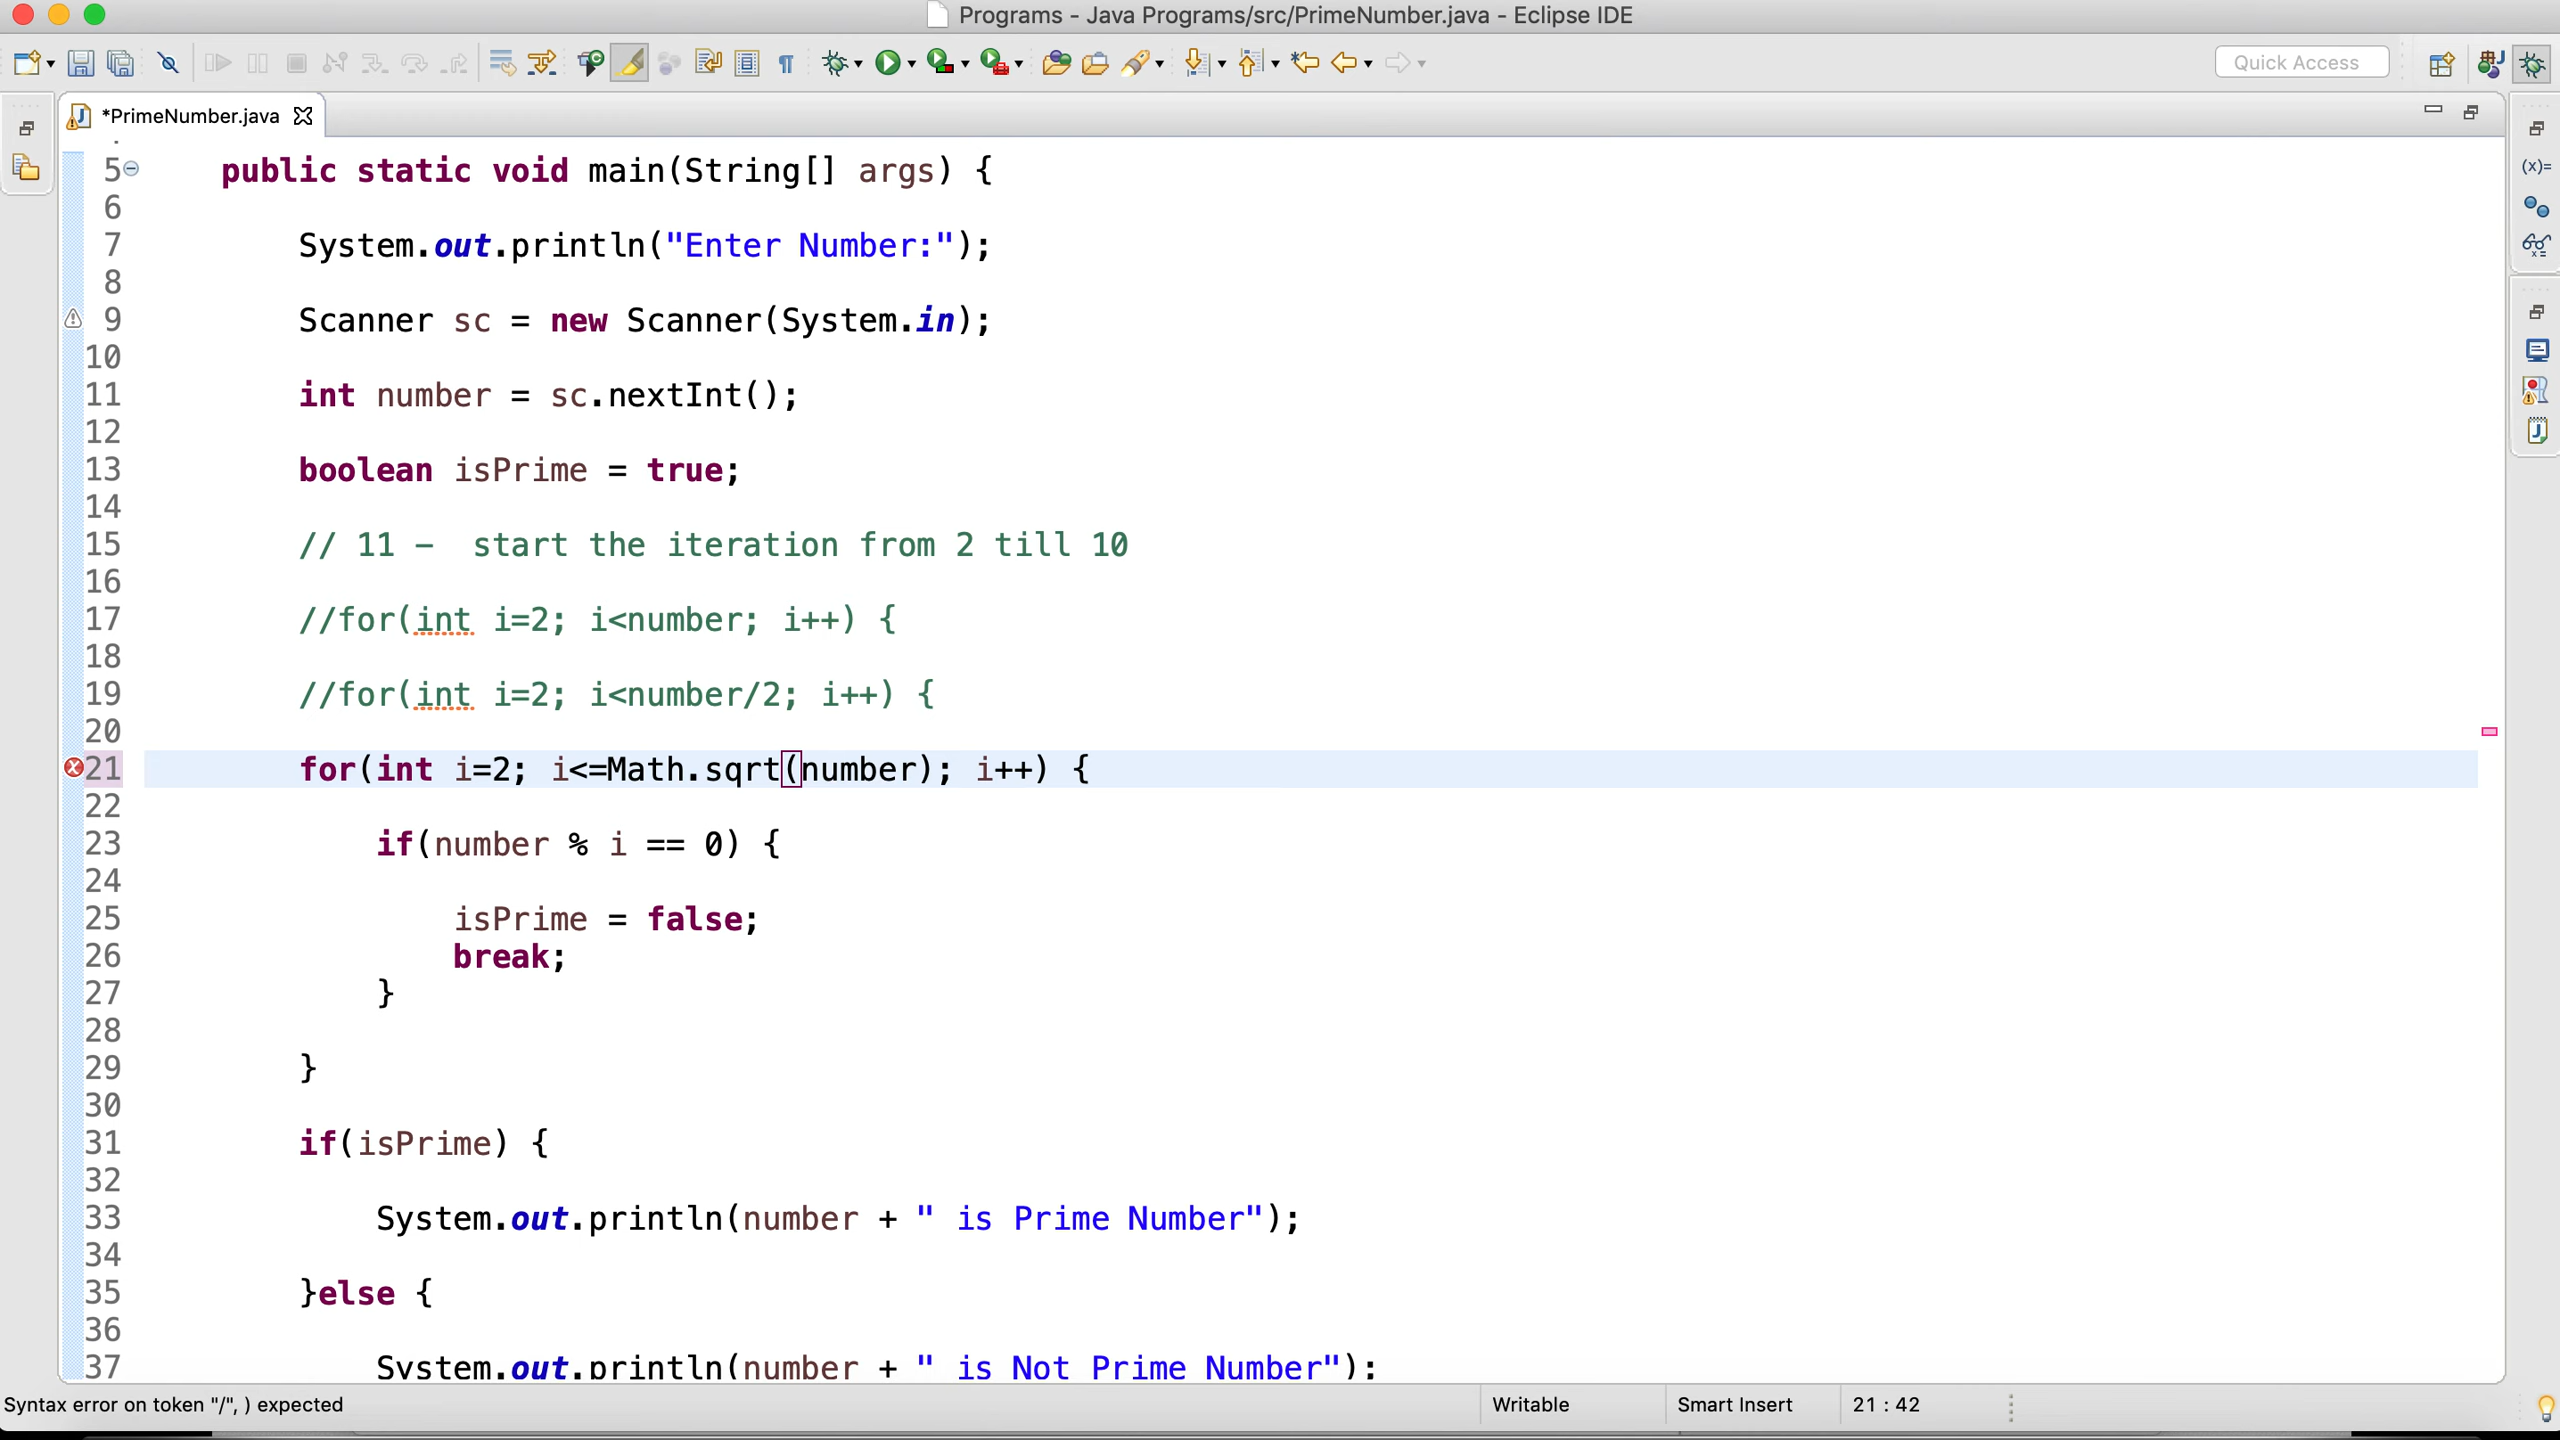 Programs - Java Programs/src/PrimeNumber.java - Eclipse IDE
Quick Access
*PrimeNumber.java
5 public static void main(String[] args) {
6
7 System.out.println("Enter Number:");
8
9 Scanner sc = new Scanner(System.in);
10
11 int number = sc.nextInt();
12
13 boolean isPrime = true;
14
15 // 11 -  start the iteration from 2 till 10
16
17 //for(int i=2; i<number; i++) {
18
19 //for(int i=2; i<number/2; i++) {
20
21 for(int i=2; i<=Math.sqrt(number); i++) {
22
23 if(number % i == 0) {
24
25 isPrime = false;
26 break;
27 }
28
29 }
30
31 if(isPrime) {
32
33 System.out.println(number + " is Prime Number");
34
35 }else {
36
37 System.out.println(number + " is Not Prime Number");
Syntax error on token "/", ) expected
Writable
Smart Insert
21 : 42